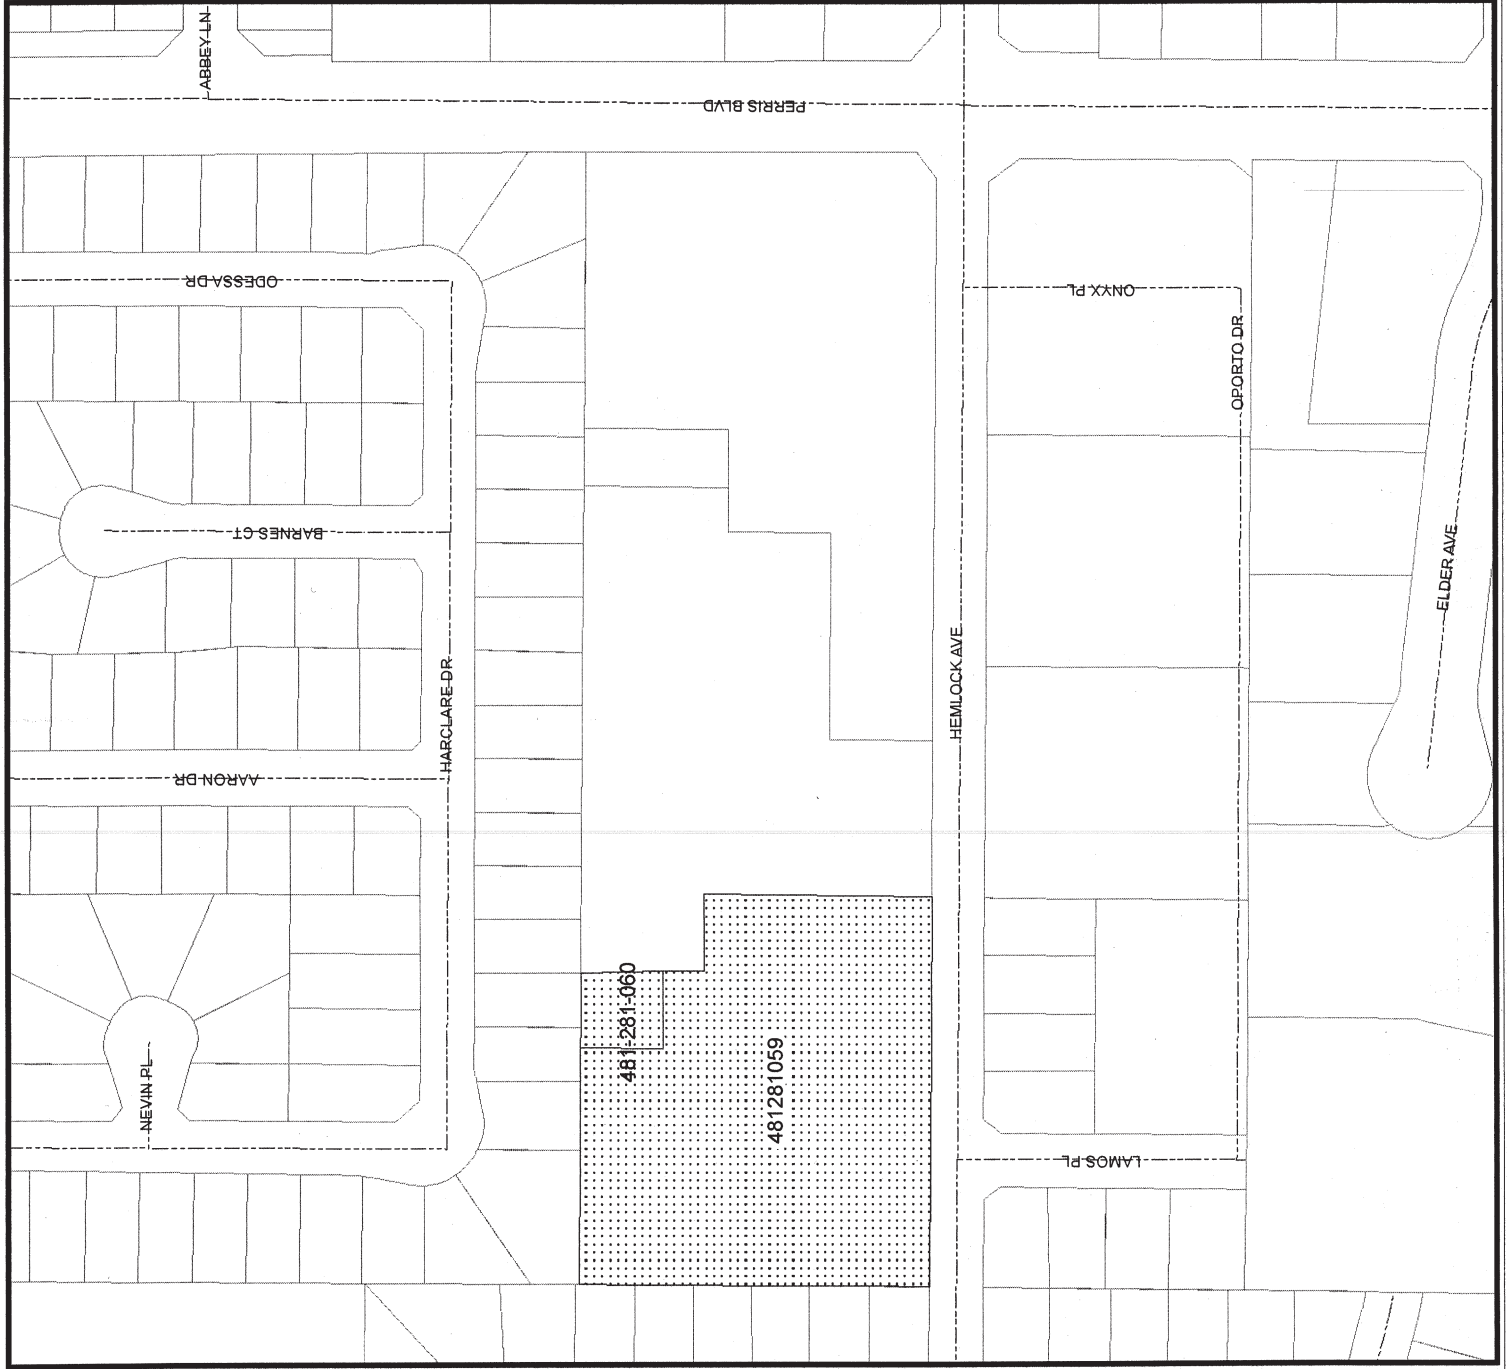 ABBEY LN
PERRIS BLVD
ODESSA DR
ONYX PL
OPORTO DR
BARNES CT
ELDER AVE
HARCLARE DR
HEMLOCK AVE
AARON DR
481-281-060
481281059
NEVIN PL
LAMOS PL